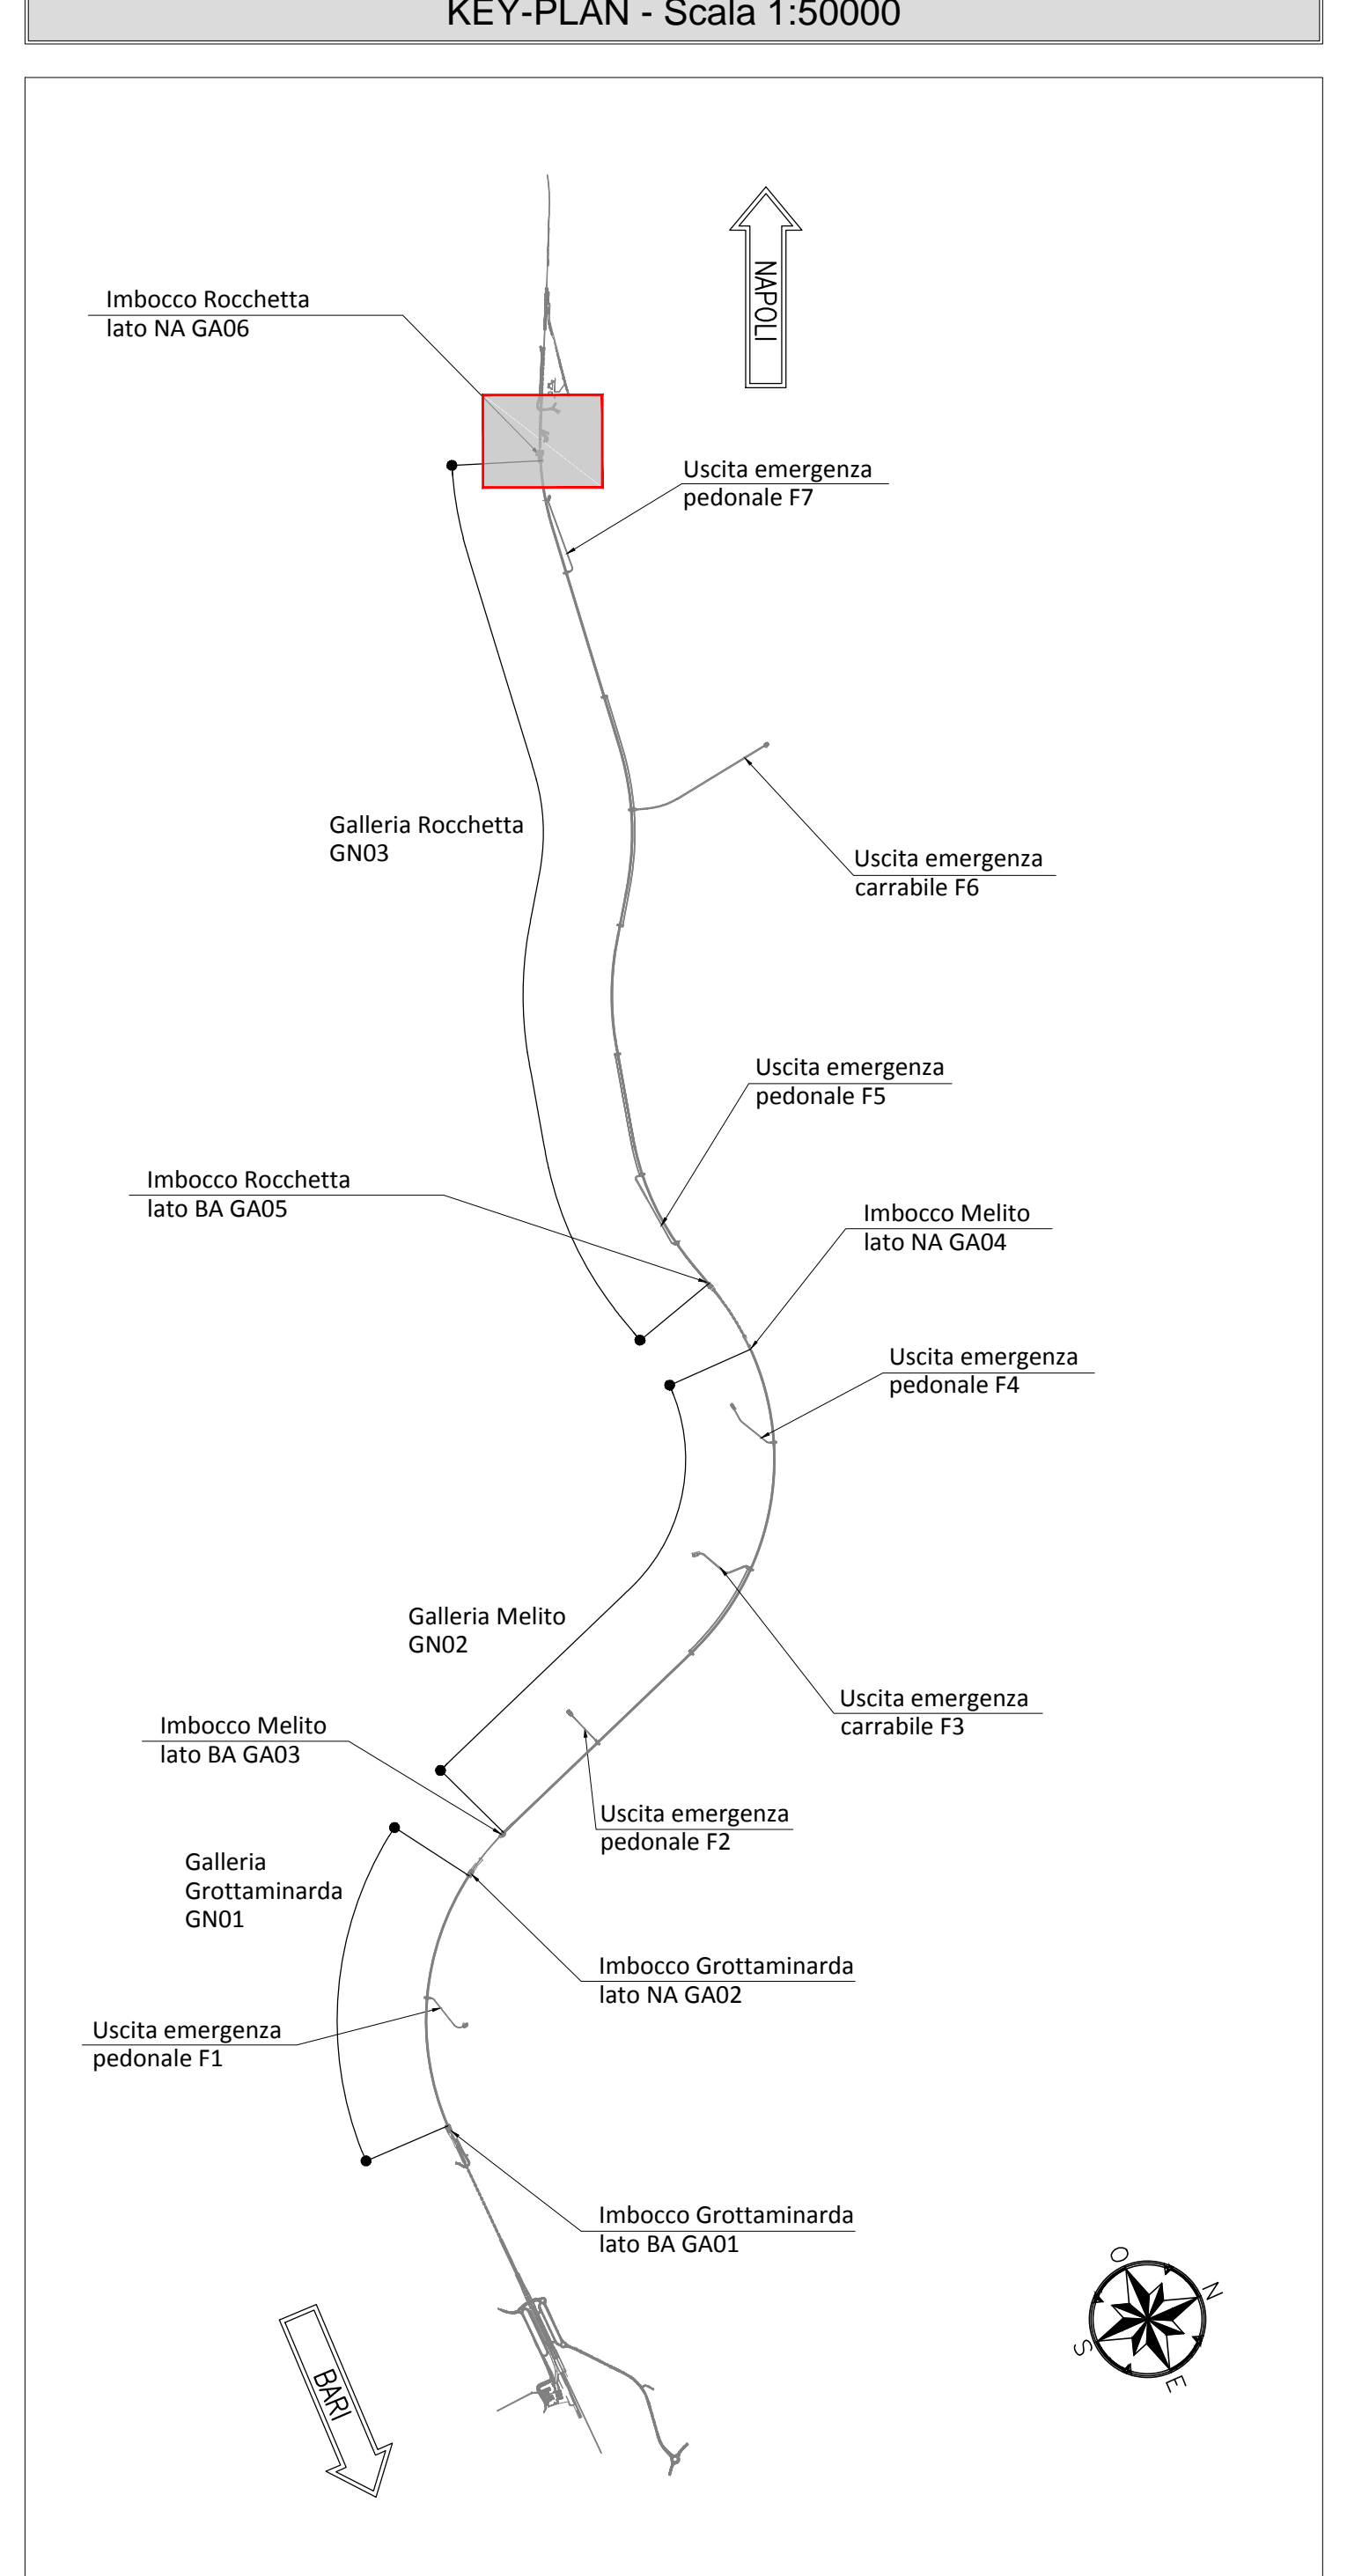 KEY-PLAN - Scala 1:50000
NAPOLI
Imbocco Rocchetta
lato NA GA06
Uscita emergenza
pedonale F7
Galleria Rocchetta
GN03
Uscita emergenza
carrabile F6
Uscita emergenza
pedonale F5
Imbocco Rocchetta
lato BA GA05
Imbocco Melito
lato NA GA04
Uscita emergenza
pedonale F4
Galleria Melito
GN02
Uscita emergenza
carrabile F3
Imbocco Melito
lato BA GA03
Uscita emergenza
pedonale F2
Galleria
Grottaminarda
GN01
Imbocco Grottaminarda
lato NA GA02
Uscita emergenza
pedonale F1
Imbocco Grottaminarda
lato BA GA01
BARI
O
N
S
E